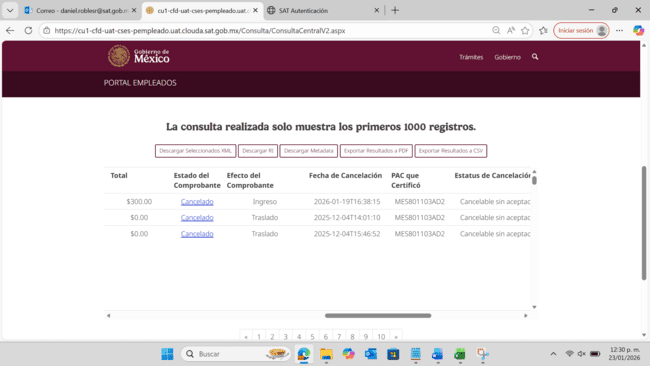 Correo - daniel.roblesr@sat.gob.m
cu1-cfd-uat-cses-pempleado.uat.c
SAT Autenticación
https://cu1-cfd-uat-cses-pempleado.uat.clouda.sat.gob.mx/Consulta/ConsultaCentralV2.aspx
Iniciar sesión
Gobierno de
México
Trámites
Gobierno
PORTAL EMPLEADOS
La consulta realizada solo muestra los primeros 1000 registros.
Descargar Seleccionados XML Descargar RI Descargar Metadata Exportar Resultados a PDF Exportar Resultados a CSV
Total Estado del Comprobante Efecto del Comprobante Fecha de Cancelación PAC que Certificó Estatus de Cancelación
$300.00 Cancelado Ingreso 2026-01-19T16:38:15 MES801103AD2 Cancelable sin aceptac
$0.00 Cancelado Traslado 2025-12-04T14:01:10 MES801103AD2 Cancelable sin aceptac
$0.00 Cancelado Traslado 2025-12-04T15:46:52 MES801103AD2 Cancelable sin aceptac
« 1 2 3 4 5 6 7 8 9 10 »
Buscar
12:30 p. m.
23/01/2026